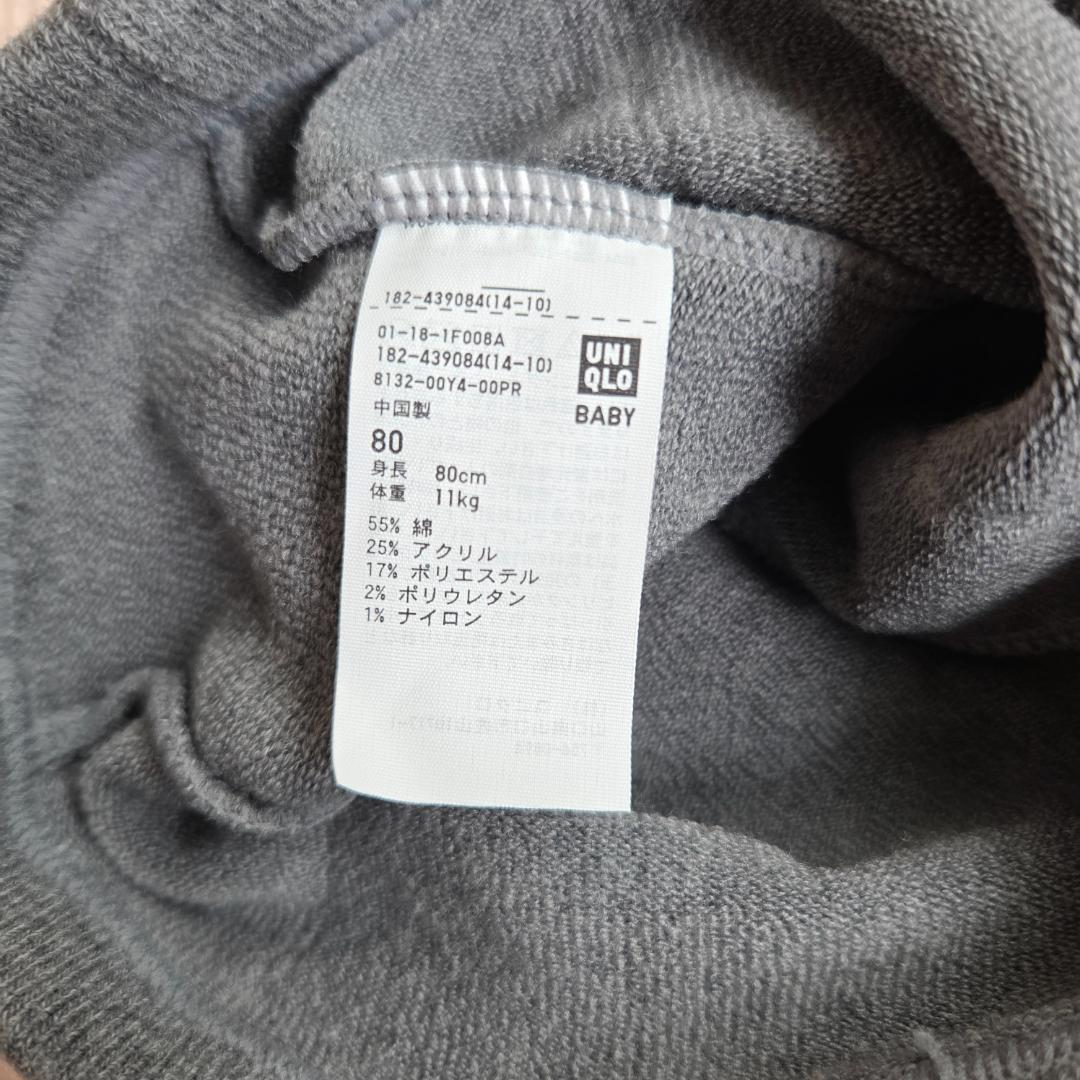 182-439084(14-10)
01-18-1F008A
182-439084(14-10)
8132-00Y4-00PR
中国製
UNI
QLO
BABY
80
身長 80cm
体重 11kg
55% 綿
25% アクリル
17% ポリエステル
2% ポリウレタン
1% ナイロン